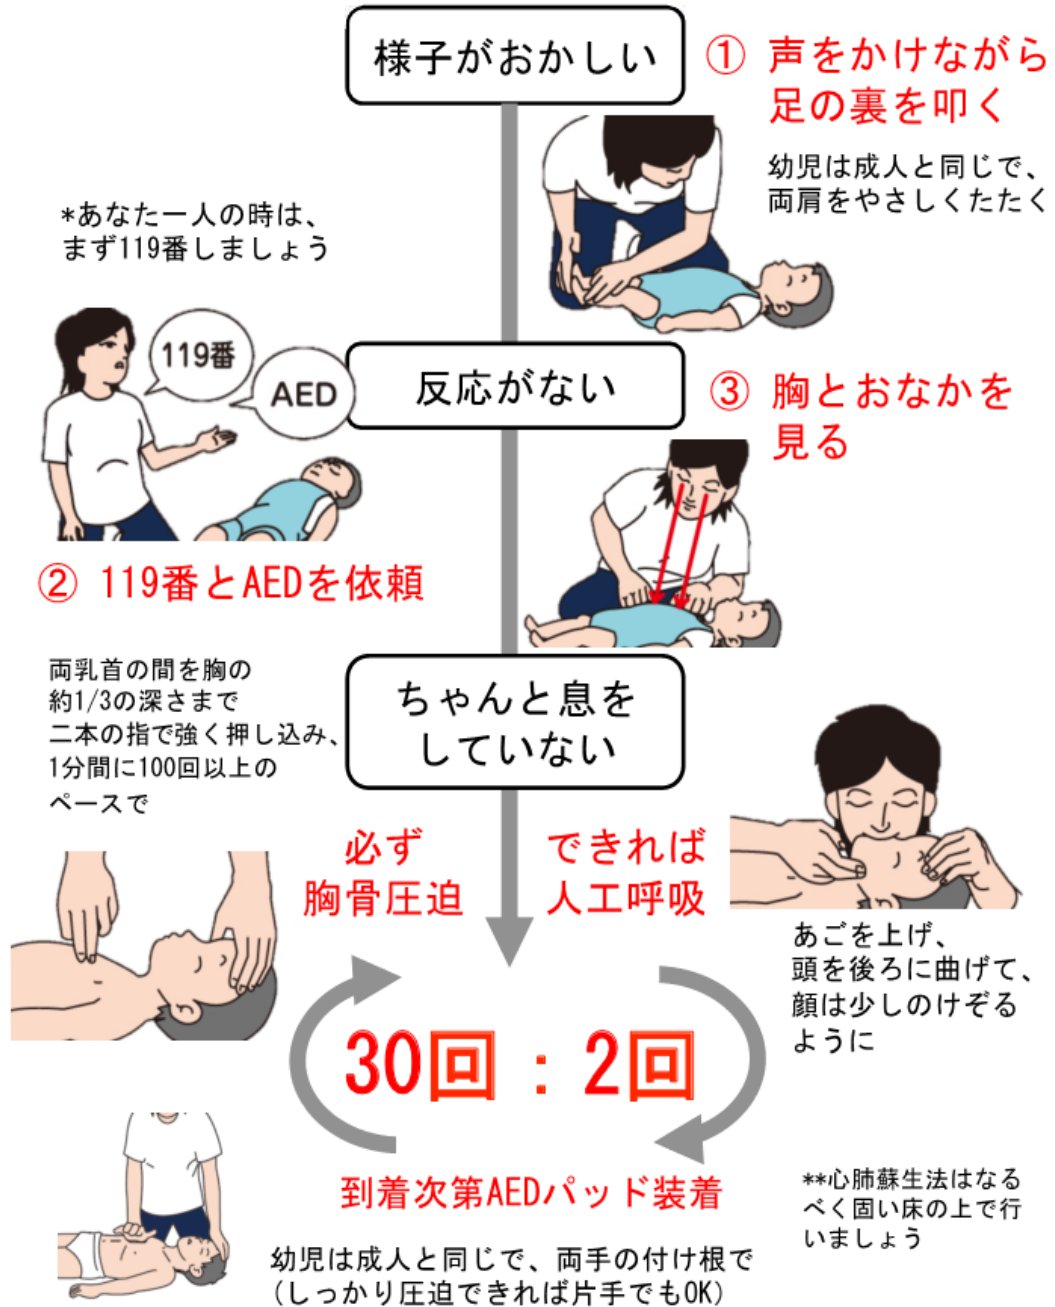 様子がおかしい
① 声をかけながら
足の裏を叩く
幼児は成人と同じで、
両肩をやさしくたたく
*あなた一人の時は、
まず119番しましょう
119番
AED
反応がない
② 119番とAEDを依頼
③ 胸とおなかを
見る
ちゃんと息を
していない
両乳首の間を胸の
約1/3の深さまで
二本の指で強く押し込み、
1分間に100回以上の
ペースで
必ず
胸骨圧迫
できれば
人工呼吸
あごを上げ、
頭を後ろに曲げて、
顔は少しのけぞる
ように
30回：2回
到着次第AEDパッド装着
幼児は成人と同じで、両手の付け根で
(しっかり圧迫できれば片手でもOK)
**心肺蘇生法はなる
べく固い床の上で行
いましょう